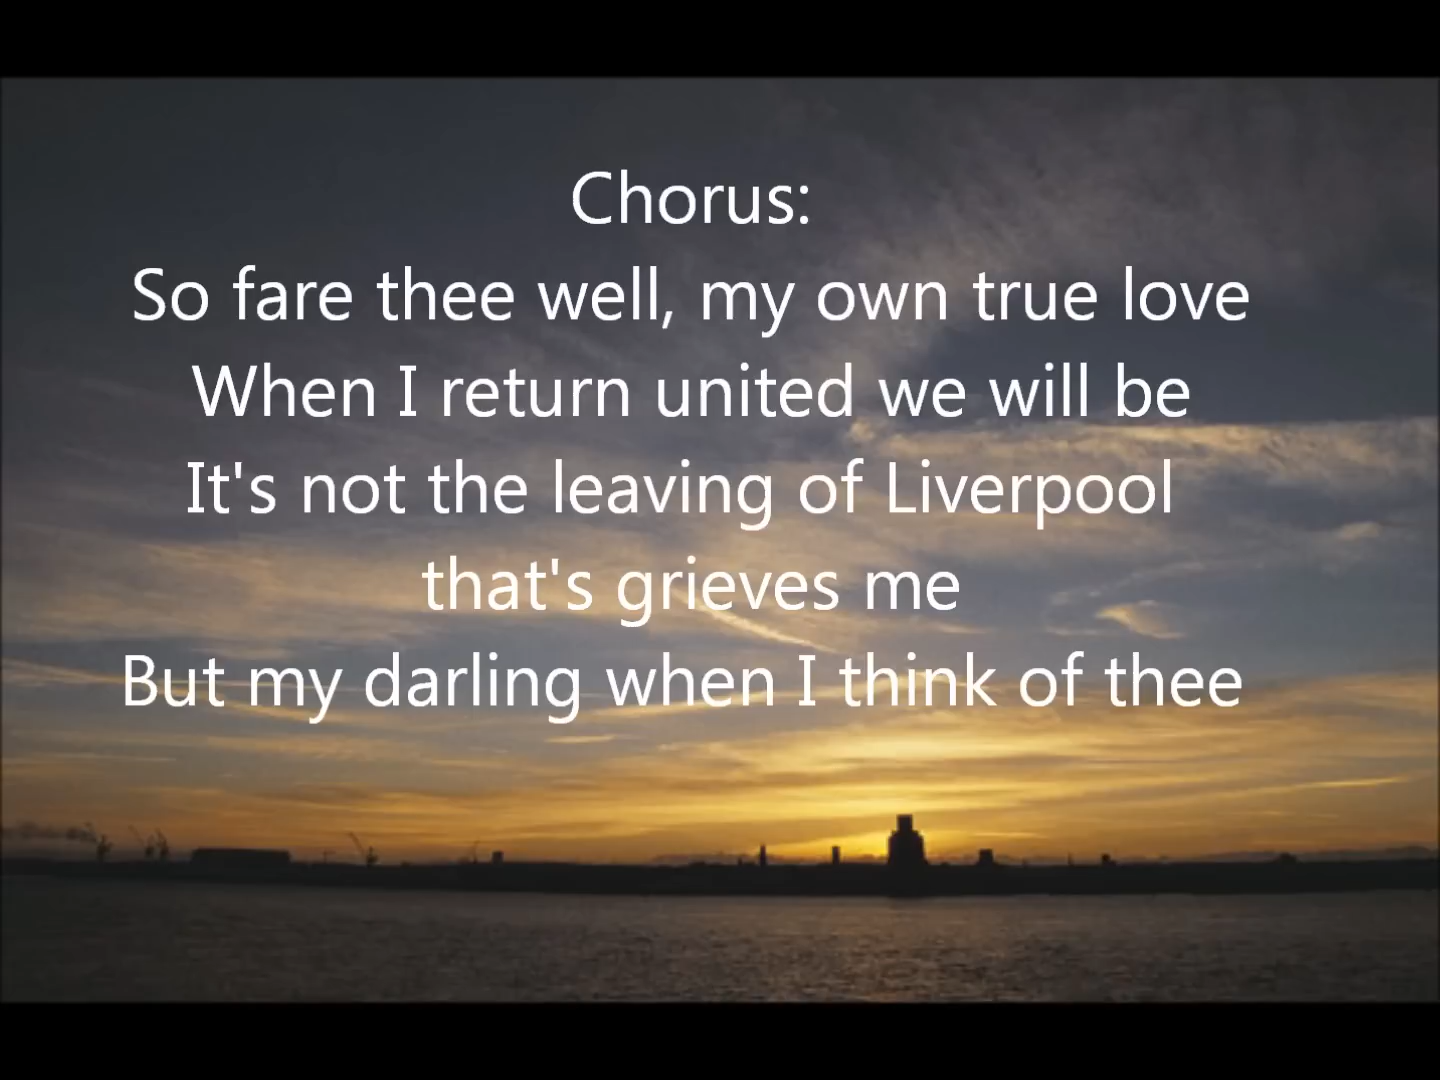 Chorus:
So fare thee well, my own true love
When I return united we will be
It's not the leaving of Liverpool
that's grieves me
But my darling when I think of thee